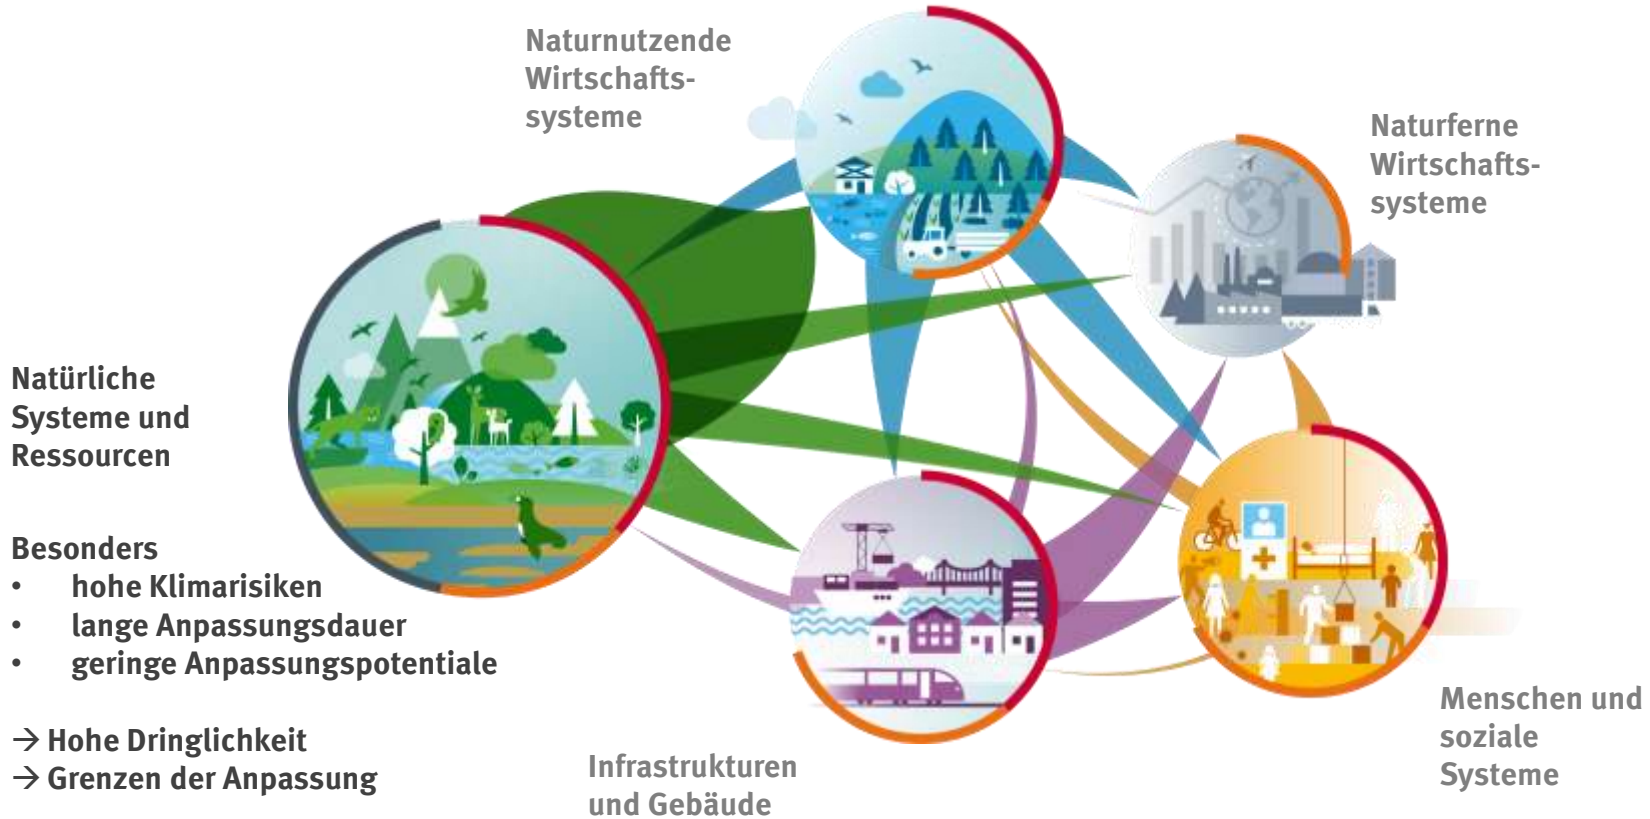 Naturnutzende
Wirtschafts-
systeme
Naturferne
Wirtschafts-
systeme
Natürliche
Systeme und
Ressourcen
Besonders
• hohe Klimarisiken
• lange Anpassungsdauer
• geringe Anpassungspotentiale
→ Hohe Dringlichkeit
→ Grenzen der Anpassung
Infrastrukturen
und Gebäude
Menschen und
soziale
Systeme